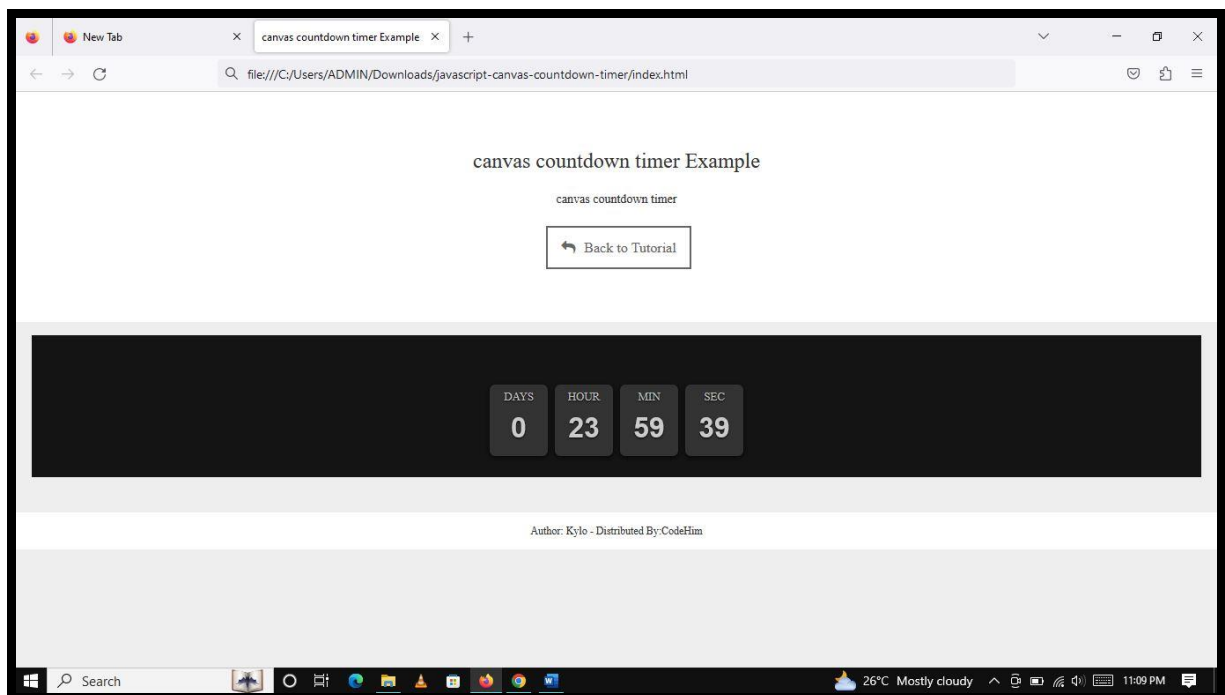 New Tab
canvas countdown timer Example
file:///C:/Users/ADMIN/Downloads/javascript-canvas-countdown-timer/index.html
canvas countdown timer Example
canvas countdown timer
Back to Tutorial
DAYS HOUR MIN SEC
0 23 59 39
Author: Kylo - Distributed By:CodeHim
Search
26°C Mostly cloudy
11:09 PM